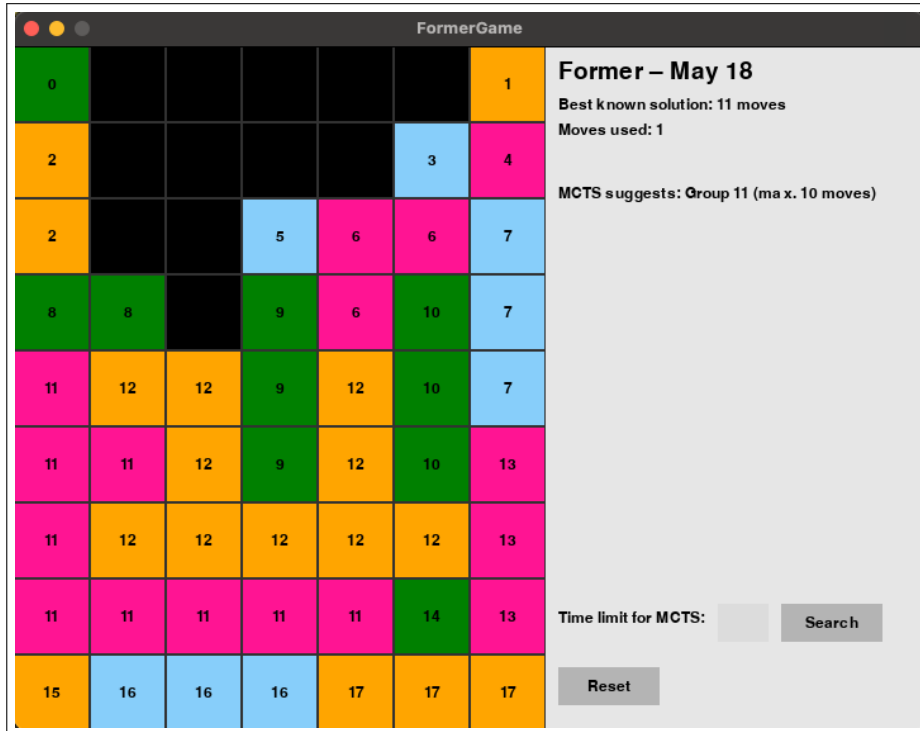 FormerGame
0 1
2 3 4
2 5 6 6 7
8 8 9 6 10 7
11 12 12 9 12 10 7
11 11 12 9 12 10 13
11 12 12 12 12 12 13
11 11 11 11 11 14 13
15 16 16 16 17 17 17
Former – May 18
Best known solution: 11 moves
Moves used: 1
MCTS suggests: Group 11 (max. 10 moves)
Time limit for MCTS:
Search
Reset